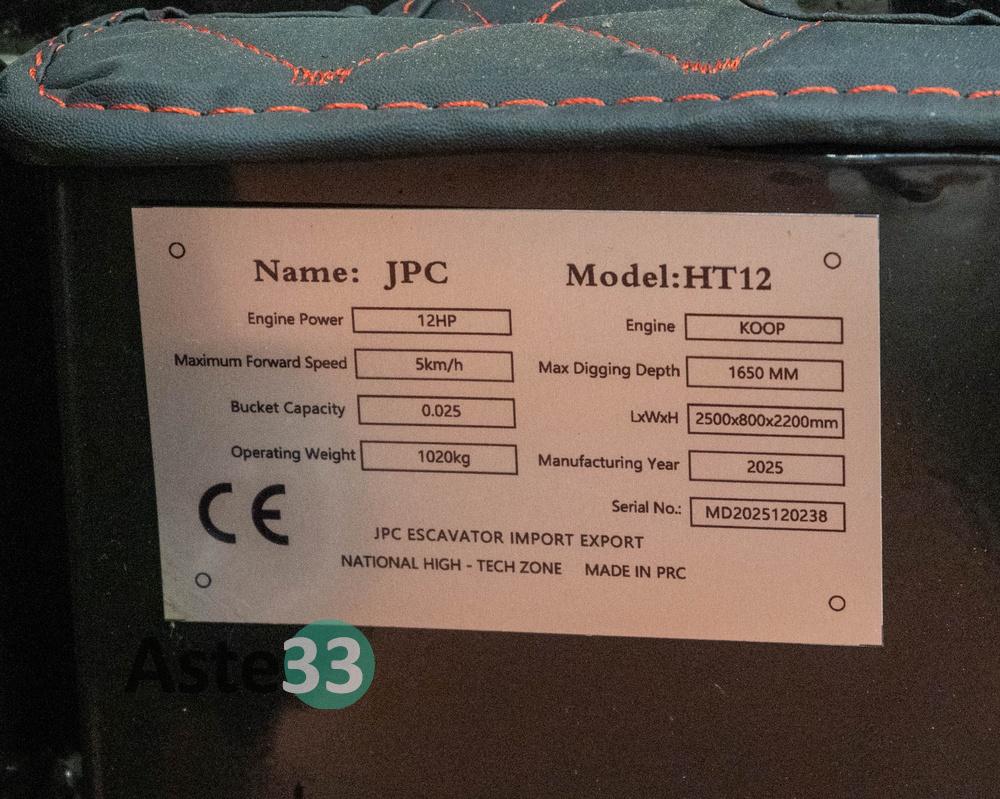 Name: JPC Model:HT12
Engine Power 12HP Engine KOOP
Maximum Forward Speed 5km/h Max Digging Depth 1650 MM
Bucket Capacity 0.025 LxWxH 2500x800x2200mm
Operating Weight 1020kg Manufacturing Year 2025
Serial No.: MD2025120238
CE
JPC ESCAVATOR IMPORT EXPORT
NATIONAL HIGH - TECH ZONE MADE IN PRC
Aste33